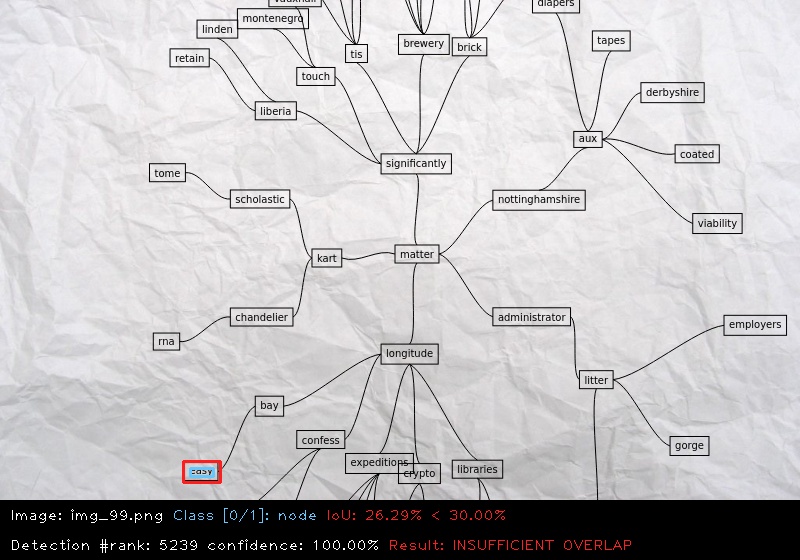 diapers
vauxhall
montenegro
linden
tapes
brewery
brick
tis
retain
touch
derbyshire
liberia
aux
coated
significantly
tome
scholastic
nottinghamshire
viability
matter
kart
chandelier
administrator
employers
rna
longitude
litter
bay
confess
gorge
expeditions
crypto
libraries
easy
Image: img_99.png Class [0/1]: node IoU: 26.29% < 30.00%
Detection #rank: 5239 confidence: 100.00% Result: INSUFFICIENT OVERLAP